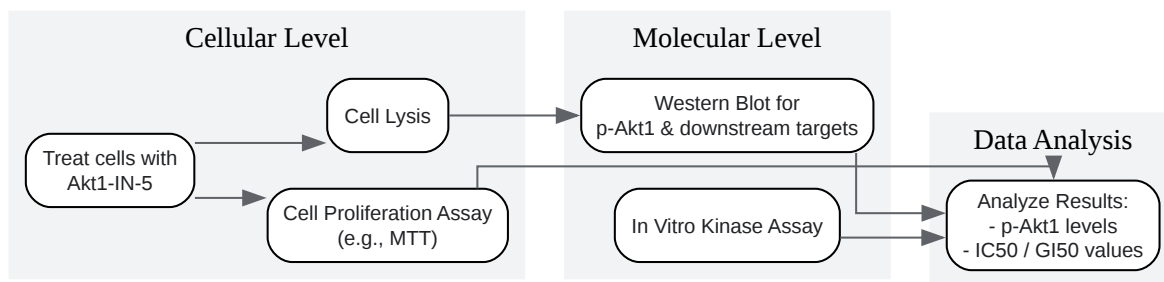 Cellular Level
Treat cells with
Akt1-IN-5
Cell Lysis
Cell Proliferation Assay
(e.g., MTT)
Molecular Level
Western Blot for
p-Akt1 & downstream targets
In Vitro Kinase Assay
Data Analysis
Analyze Results:
- p-Akt1 levels
- IC50 / GI50 values